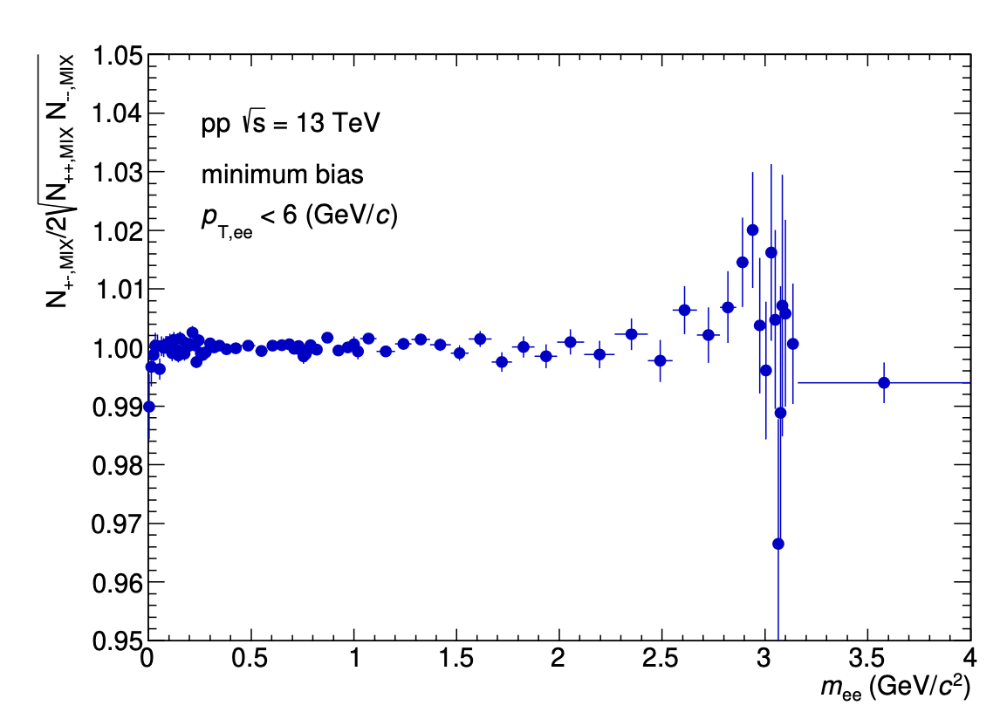 N+-,MIX/2√N++,MIX N--,MIX
1.05
1.04
1.03
1.02
1.01
1.00
0.99
0.98
0.97
0.96
0.95
pp √s = 13 TeV
minimum bias
pT,ee < 6 (GeV/c)
0 0.5 1 1.5 2 2.5 3 3.5 4
mee (GeV/c²)